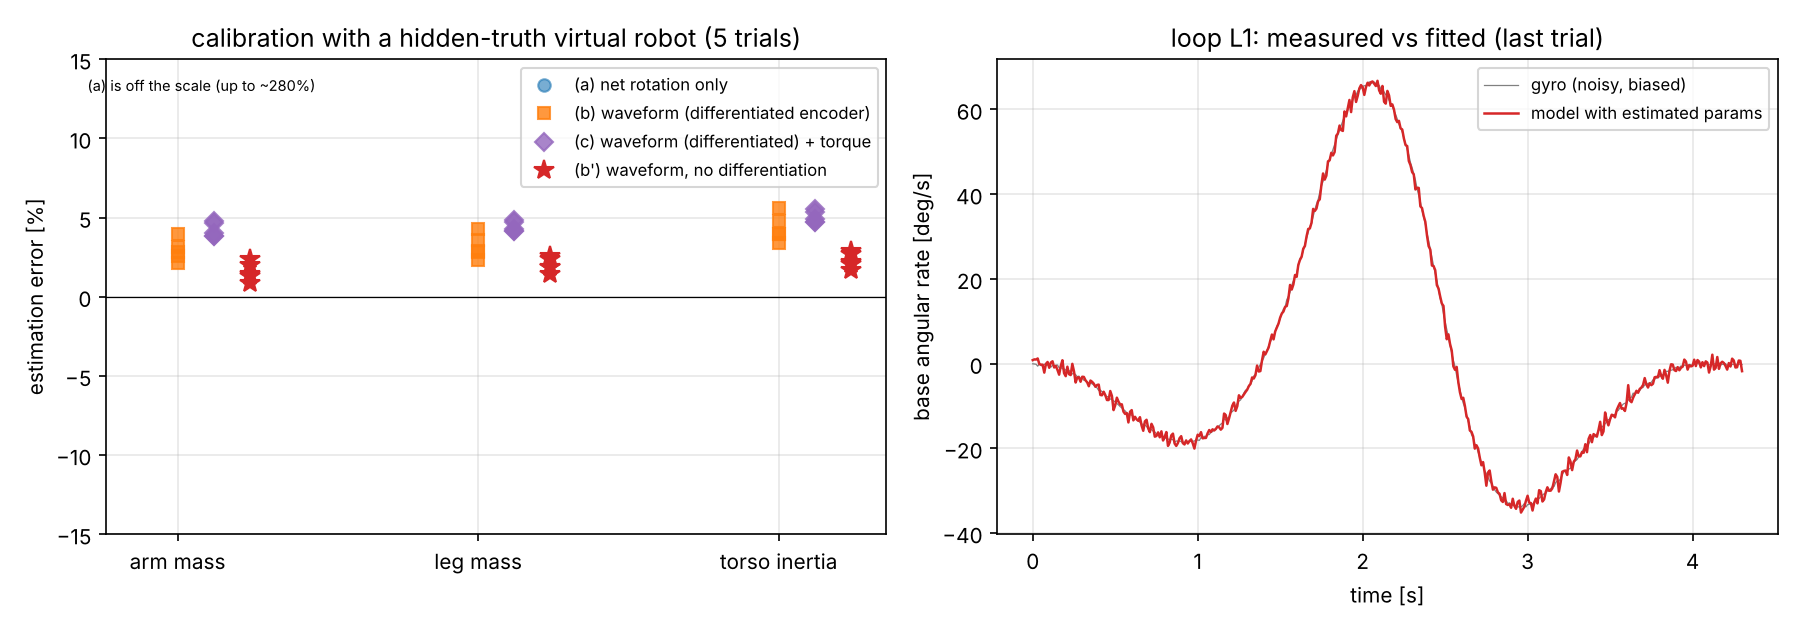 calibration with a hidden-truth virtual robot (5 trials)
(a) is off the scale (up to ~280%)
(a) net rotation only
(b) waveform (differentiated encoder)
(c) waveform (differentiated) + torque
(b') waveform, no differentiation
estimation error [%]
15
10
5
0
−5
−10
−15
arm mass
leg mass
torso inertia
loop L1: measured vs fitted (last trial)
gyro (noisy, biased)
model with estimated params
base angular rate [deg/s]
60
40
20
0
−20
−40
0
1
2
3
4
time [s]